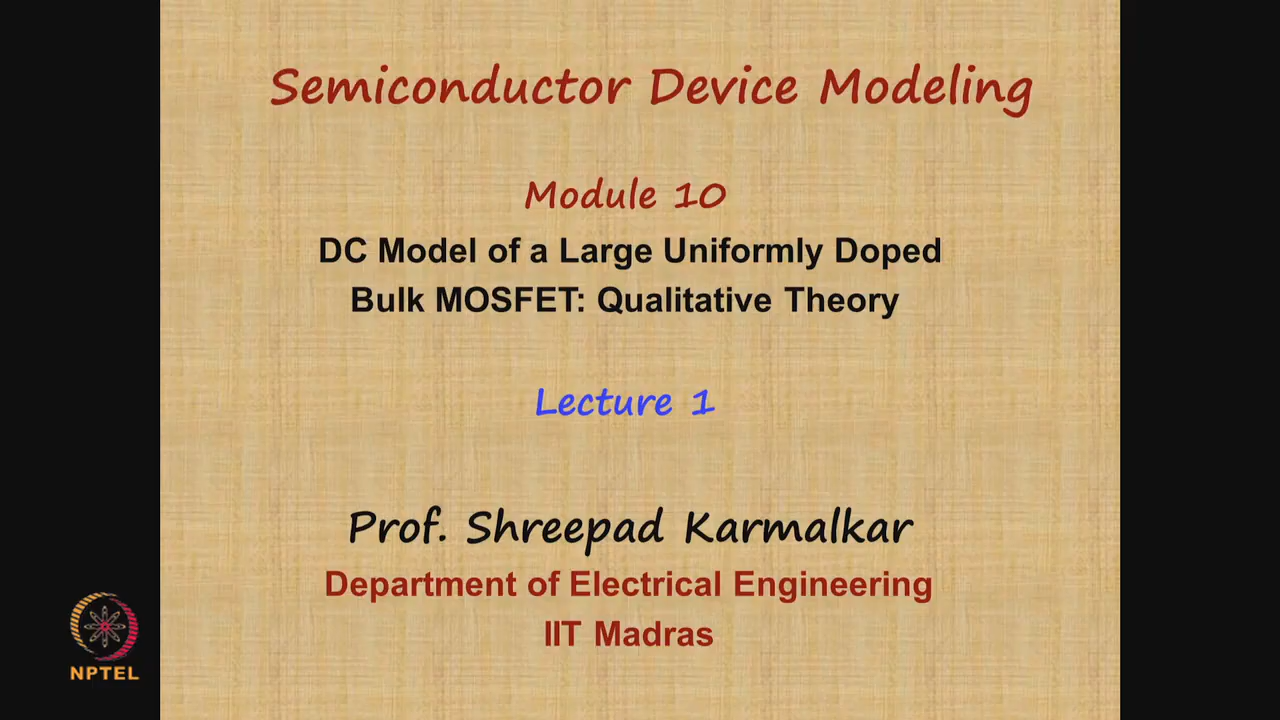 Semiconductor Device Modeling
Module 10
DC Model of a Large Uniformly Doped
Bulk MOSFET: Qualitative Theory
Lecture 1
Prof. Shreepad Karmalkar
Department of Electrical Engineering
IIT Madras
NPTEL